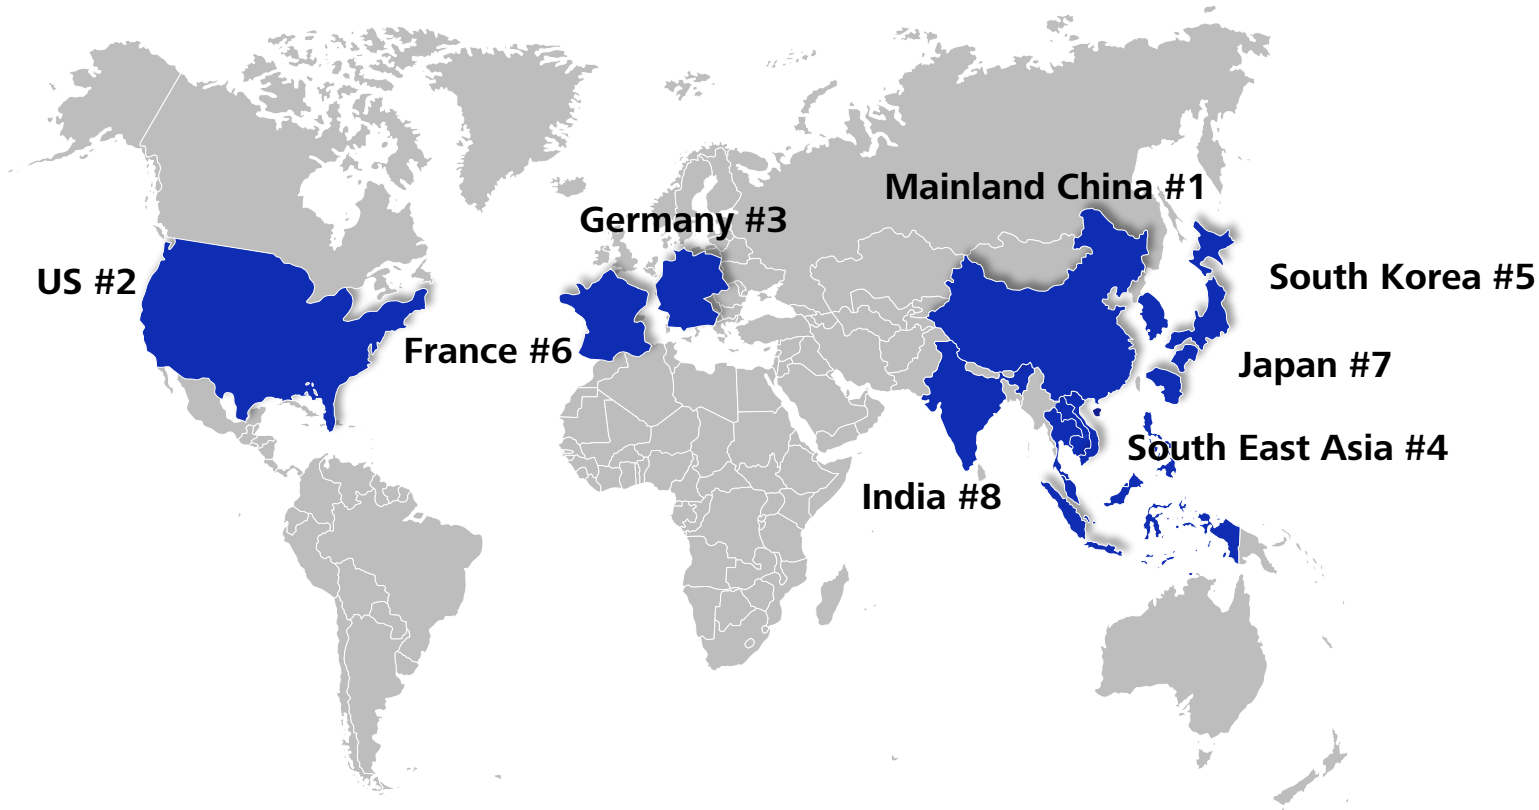 Mainland China #1
Germany #3
US #2
South Korea #5
France #6
Japan #7
South East Asia #4
India #8